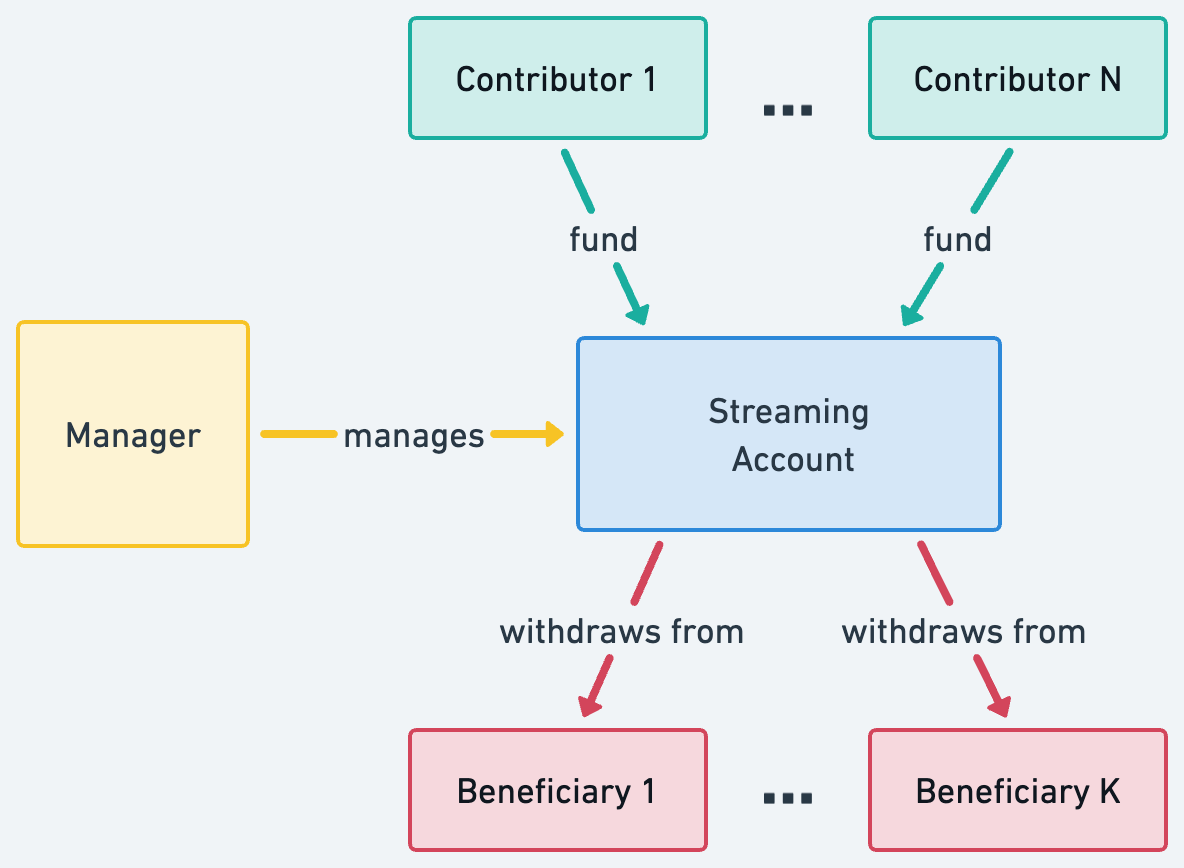 Contributor 1
...
Contributor N
fund
fund
Manager
manages
Streaming
Account
withdraws from
withdraws from
Beneficiary 1
...
Beneficiary K